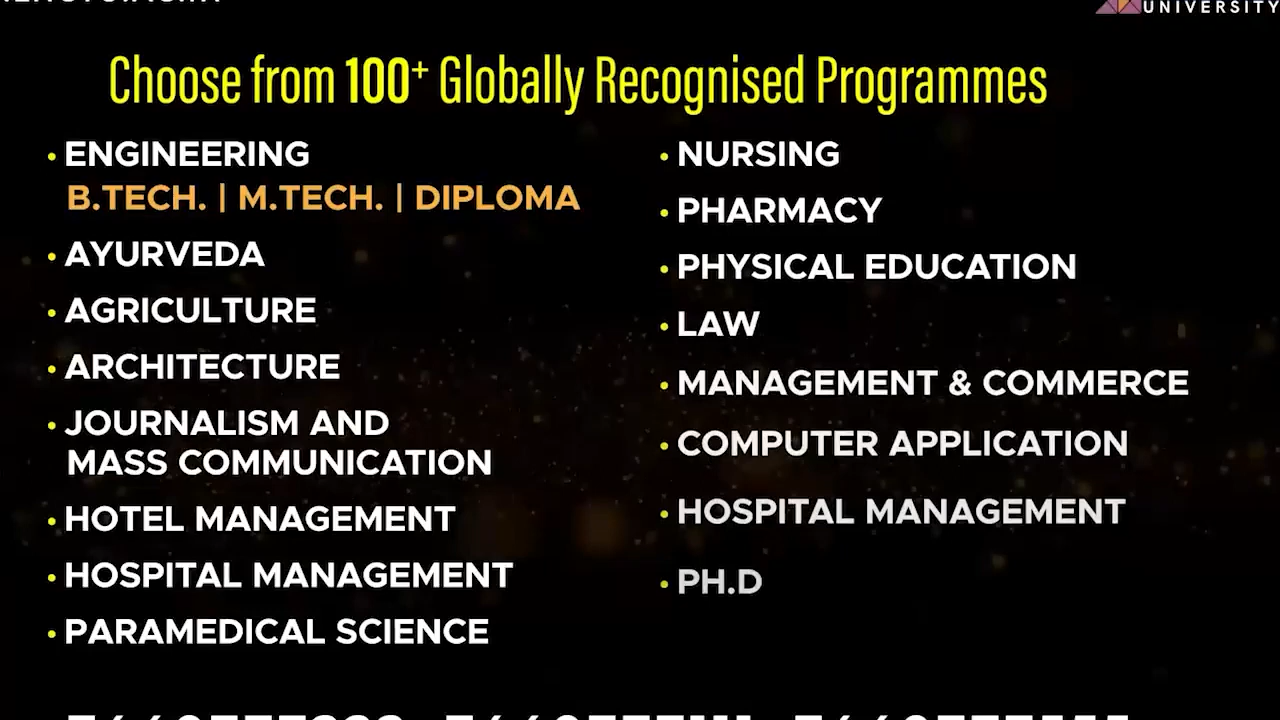 UNIVERSITY
Choose from 100+ Globally Recognised Programmes
• ENGINEERING
B.TECH. | M.TECH. | DIPLOMA
• AYURVEDA
• AGRICULTURE
• ARCHITECTURE
• JOURNALISM AND
MASS COMMUNICATION
• HOTEL MANAGEMENT
• HOSPITAL MANAGEMENT
• PARAMEDICAL SCIENCE
• NURSING
• PHARMACY
• PHYSICAL EDUCATION
• LAW
• MANAGEMENT & COMMERCE
• COMPUTER APPLICATION
• HOSPITAL MANAGEMENT
• PH.D